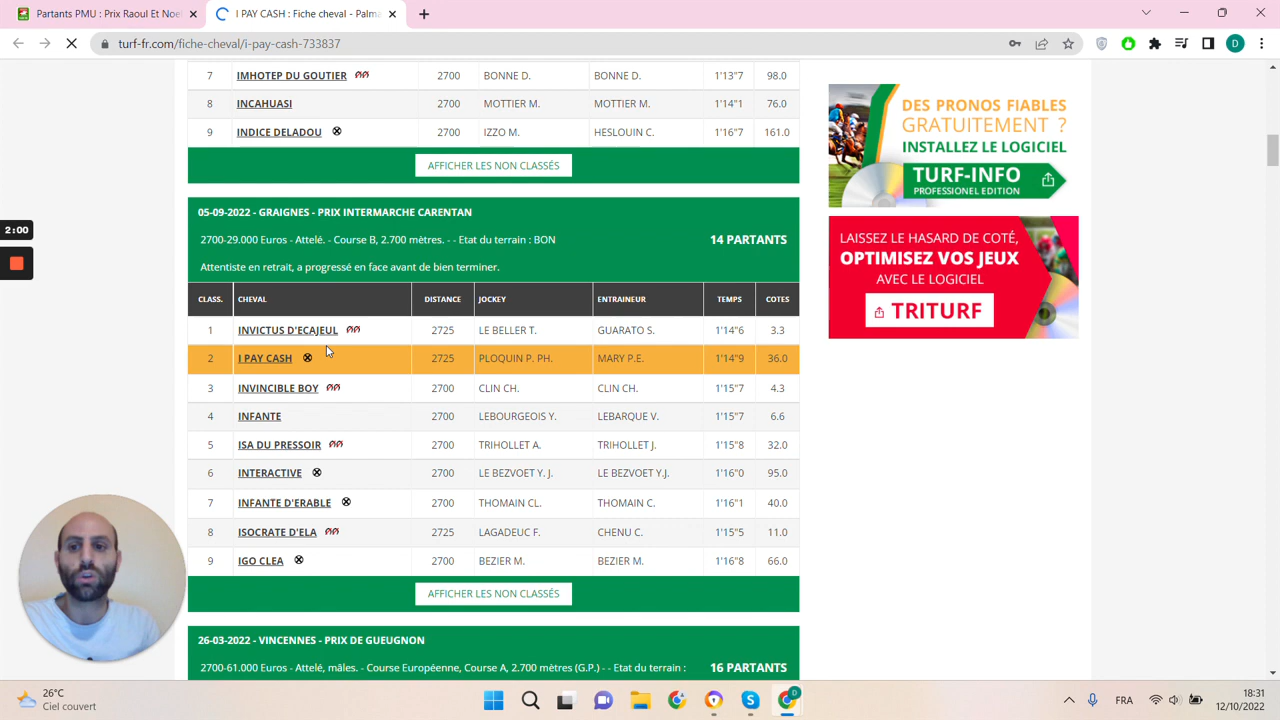 Partants PMU : Prix Raoul Et Noel
I PAY CASH : Fiche cheval - Palma
turf-fr.com/fiche-cheval/i-pay-cash-733837
D
7 IMHOTEP DU GOUTIER 2700 BONNE D. BONNE D. 1'13"7 98.0
8 INCAHUASI 2700 MOTTIER M. MOTTIER M. 1'14"1 76.0
9 INDICE DELADOU 2700 IZZO M. HESLOUIN C. 1'16"7 161.0
AFFICHER LES NON CLASSÉS
05-09-2022 - GRAIGNES - PRIX INTERMARCHE CARENTAN
2700-29.000 Euros - Attelé. - Course B, 2.700 mètres. - - Etat du terrain : BON
14 PARTANTS
Attentiste en retrait, a progressé en face avant de bien terminer.
CLASS. CHEVAL DISTANCE JOCKEY ENTRAINEUR TEMPS COTES
1 INVICTUS D'ECAJEUL 2725 LE BELLER T. GUARATO S. 1'14"6 3.3
2 I PAY CASH 2725 PLOQUIN P. PH. MARY P.E. 1'14"9 36.0
3 INVINCIBLE BOY 2700 CLIN CH. CLIN CH. 1'15"7 4.3
4 INFANTE 2700 LEBOURGEOIS Y. LEBARQUE V. 1'15"7 6.6
5 ISA DU PRESSOIR 2700 TRIHOLLET A. TRIHOLLET J. 1'15"8 32.0
6 INTERACTIVE 2700 LE BEZVOET Y. J. LE BEZVOET Y.J. 1'16"0 95.0
7 INFANTE D'ERABLE 2700 THOMAIN CL. THOMAIN C. 1'16"1 40.0
8 ISOCRATE D'ELA 2725 LAGADEUC F. CHENU C. 1'15"5 11.0
9 IGO CLEA 2700 BEZIER M. BEZIER M. 1'16"8 66.0
AFFICHER LES NON CLASSÉS
26-03-2022 - VINCENNES - PRIX DE GUEUGNON
2700-61.000 Euros - Attelé, mâles. - Course Européenne, Course A, 2.700 mètres (G.P.) - - Etat du terrain :
16 PARTANTS
DES PRONOS FIABLES
GRATUITEMENT ?
INSTALLEZ LE LOGICIEL
TURF-INFO
PROFESSIONEL EDITION
LAISSEZ LE HASARD DE COTÉ,
OPTIMISEZ VOS JEUX
AVEC LE LOGICIEL
TRITURF
2:00
26°C
Ciel couvert
D
FRA
18:31
12/10/2022